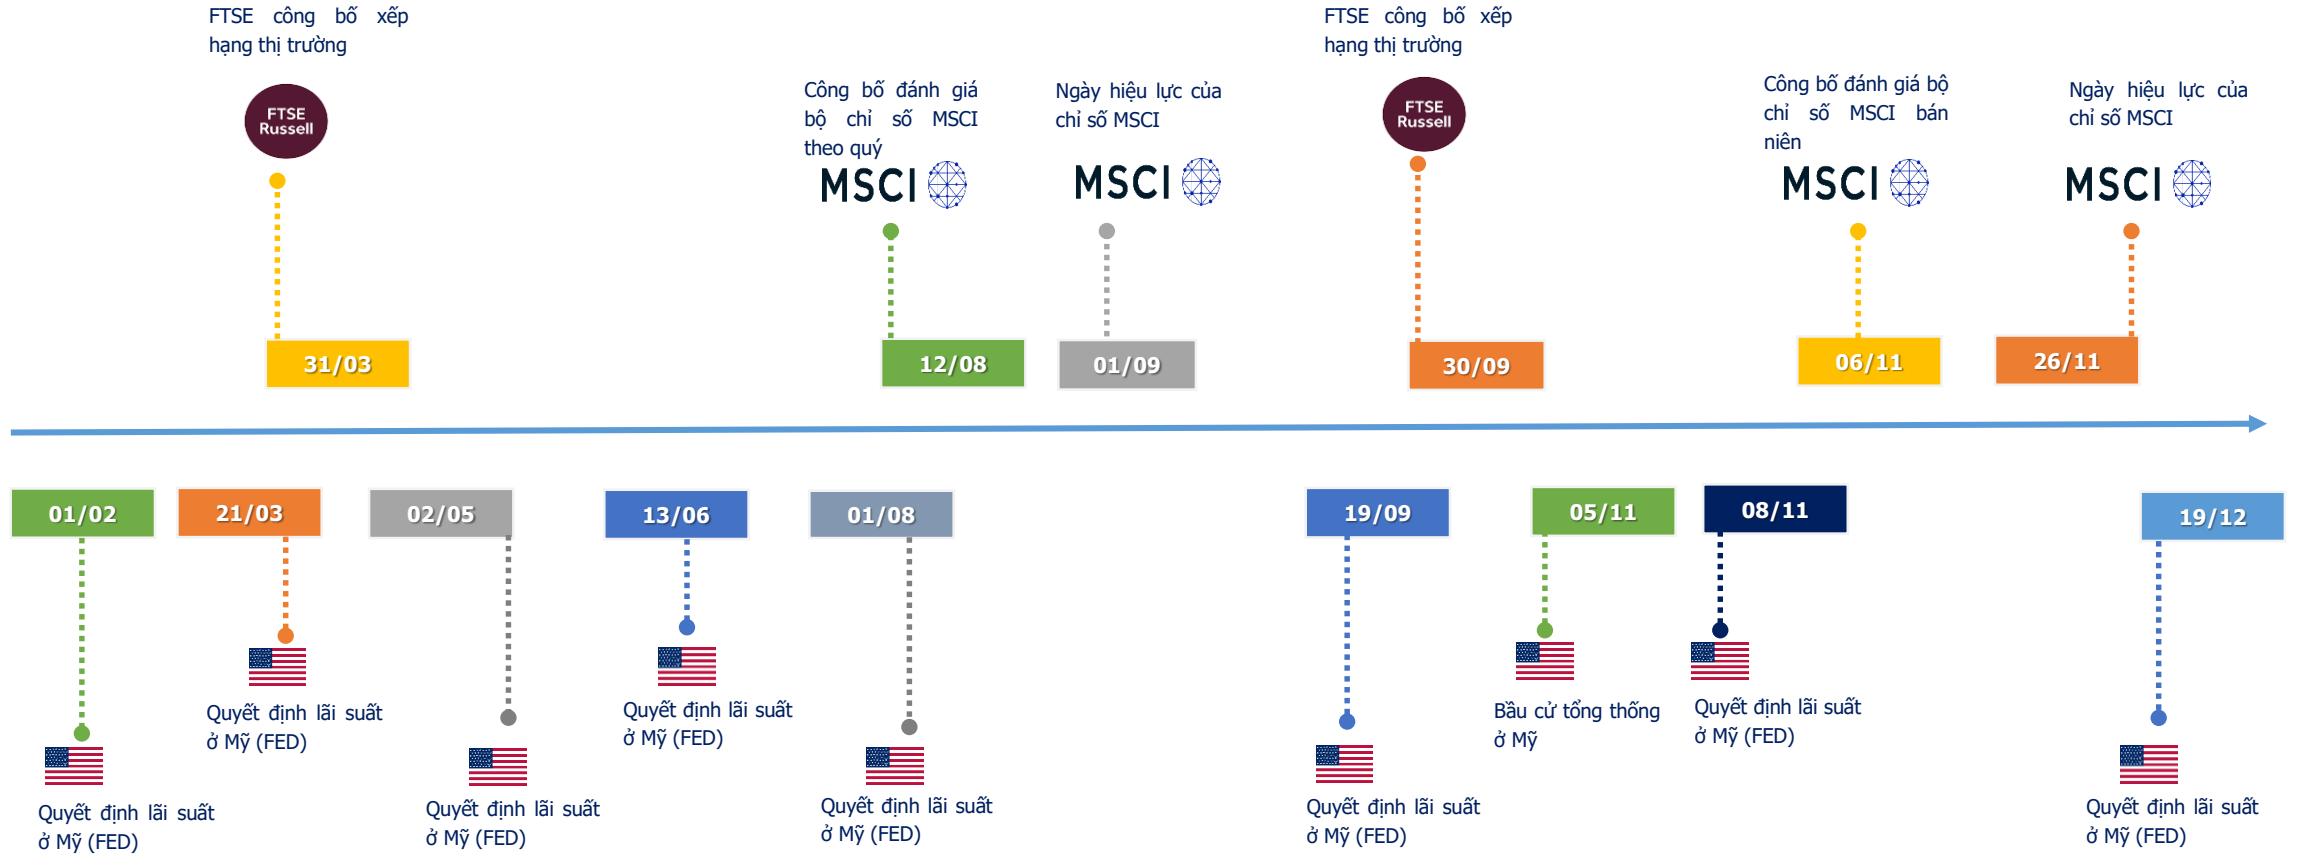 FTSE công bố xếp
hạng thị trường
FTSE
Russell
FTSE công bố xếp
hạng thị trường
FTSE
Russell
Công bố đánh giá
bộ chỉ số MSCI
theo quý
MSCI
Ngày hiệu lực của
chỉ số MSCI
MSCI
Công bố đánh giá bộ
chỉ số MSCI bán
niên
MSCI
Ngày hiệu lực của
chỉ số MSCI
MSCI
31/03
12/08
01/09
30/09
06/11
26/11
01/02
21/03
02/05
13/06
01/08
19/09
05/11
08/11
19/12
Quyết định lãi suất
ở Mỹ (FED)
Quyết định lãi suất
ở Mỹ (FED)
Quyết định lãi suất
ở Mỹ (FED)
Quyết định lãi suất
ở Mỹ (FED)
Quyết định lãi suất
ở Mỹ (FED)
Quyết định lãi suất
ở Mỹ (FED)
Bầu cử tổng thống
ở Mỹ
Quyết định lãi suất
ở Mỹ (FED)
Quyết định lãi suất
ở Mỹ (FED)